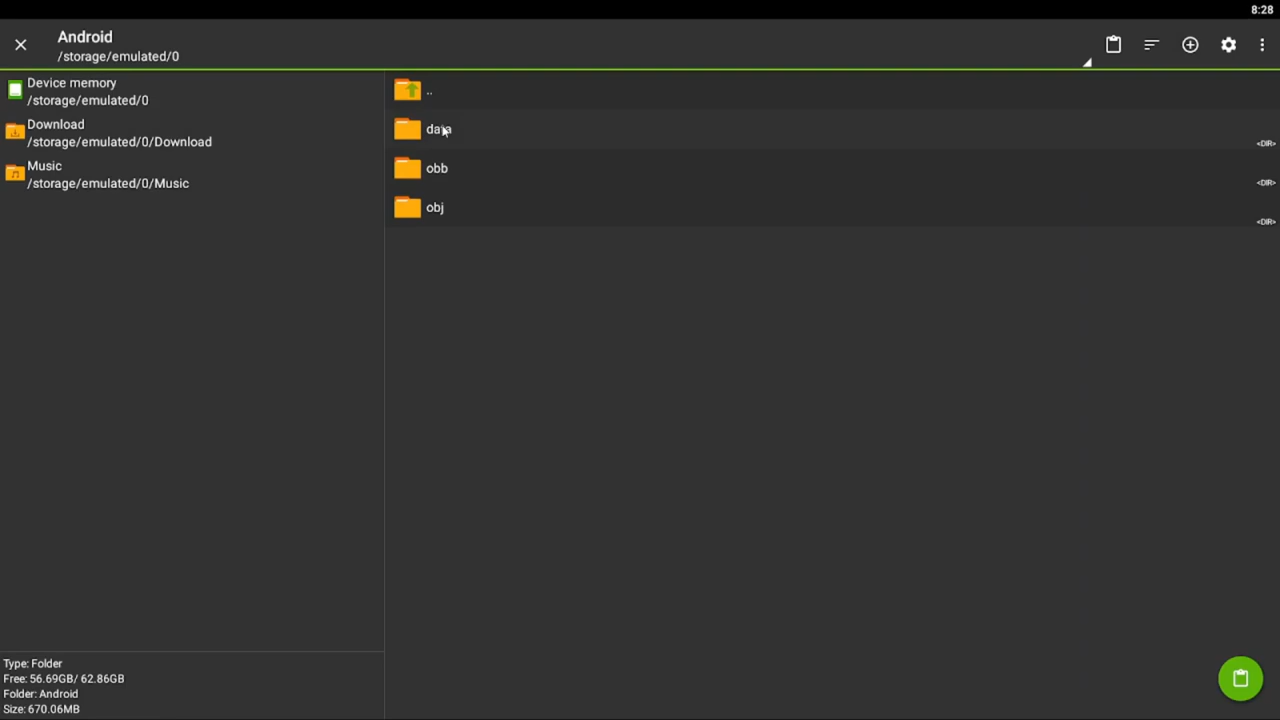 8:28
Android
/storage/emulated/0
Device memory
/storage/emulated/0
Download
/storage/emulated/0/Download
Music
/storage/emulated/0/Music
..
data
<DIR>
obb
<DIR>
obj
<DIR>
Type: Folder
Free: 56.69GB/ 62.86GB
Folder: Android
Size: 670.06MB